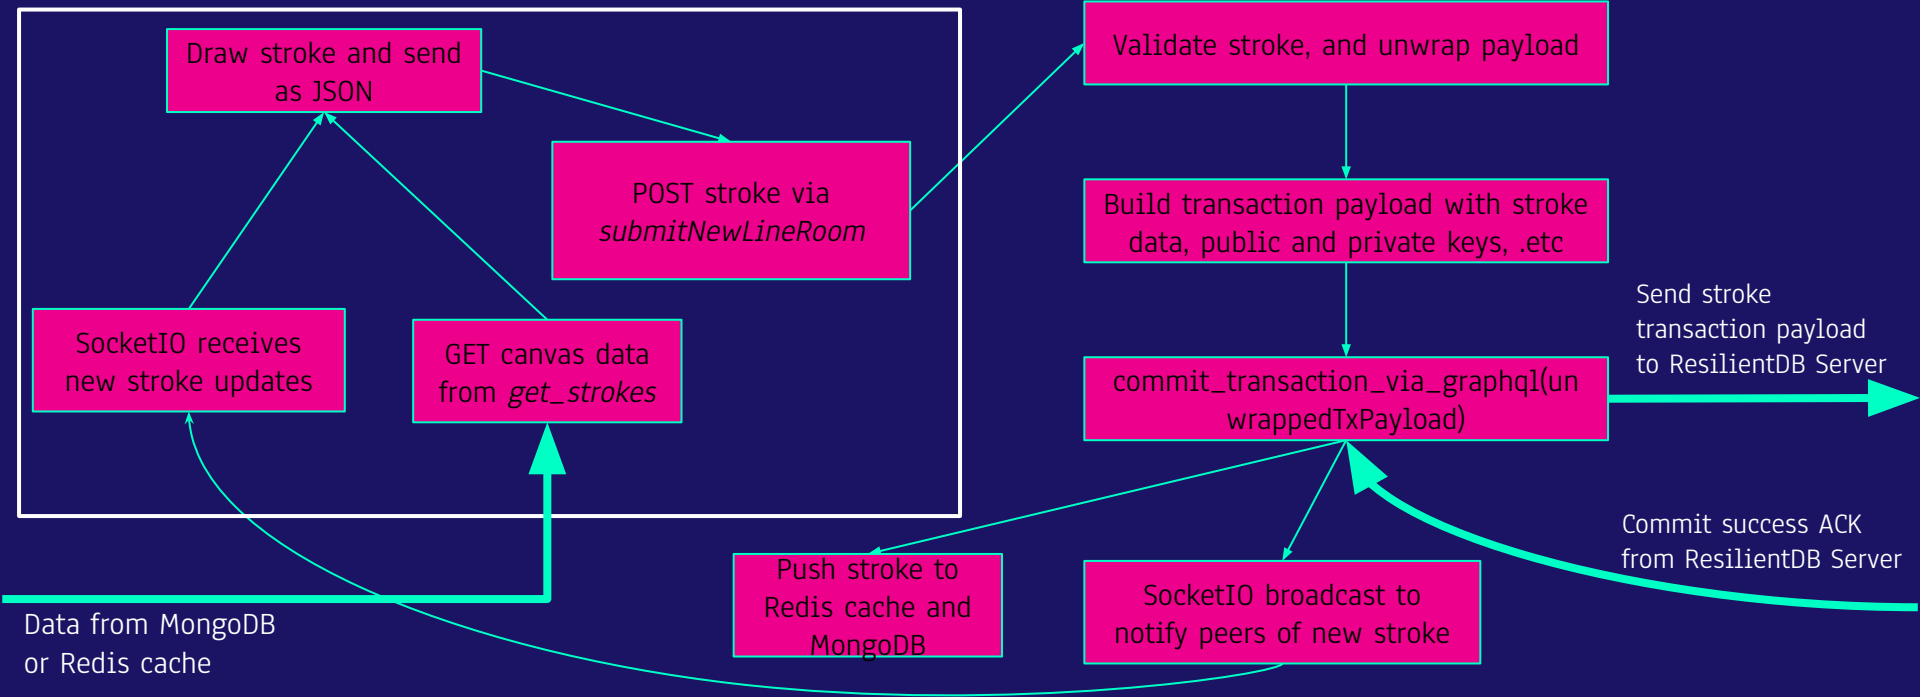 Draw stroke and send
as JSON
POST stroke via
submitNewLineRoom
SocketIO receives
new stroke updates
GET canvas data
from get_strokes
Data from MongoDB
or Redis cache
Validate stroke, and unwrap payload
Build transaction payload with stroke
data, public and private keys, .etc
commit_transaction_via_graphql(un
wrappedTxPayload)
Send stroke
transaction payload
to ResilientDB Server
Commit success ACK
from ResilientDB Server
Push stroke to
Redis cache and
MongoDB
SocketIO broadcast to
notify peers of new stroke